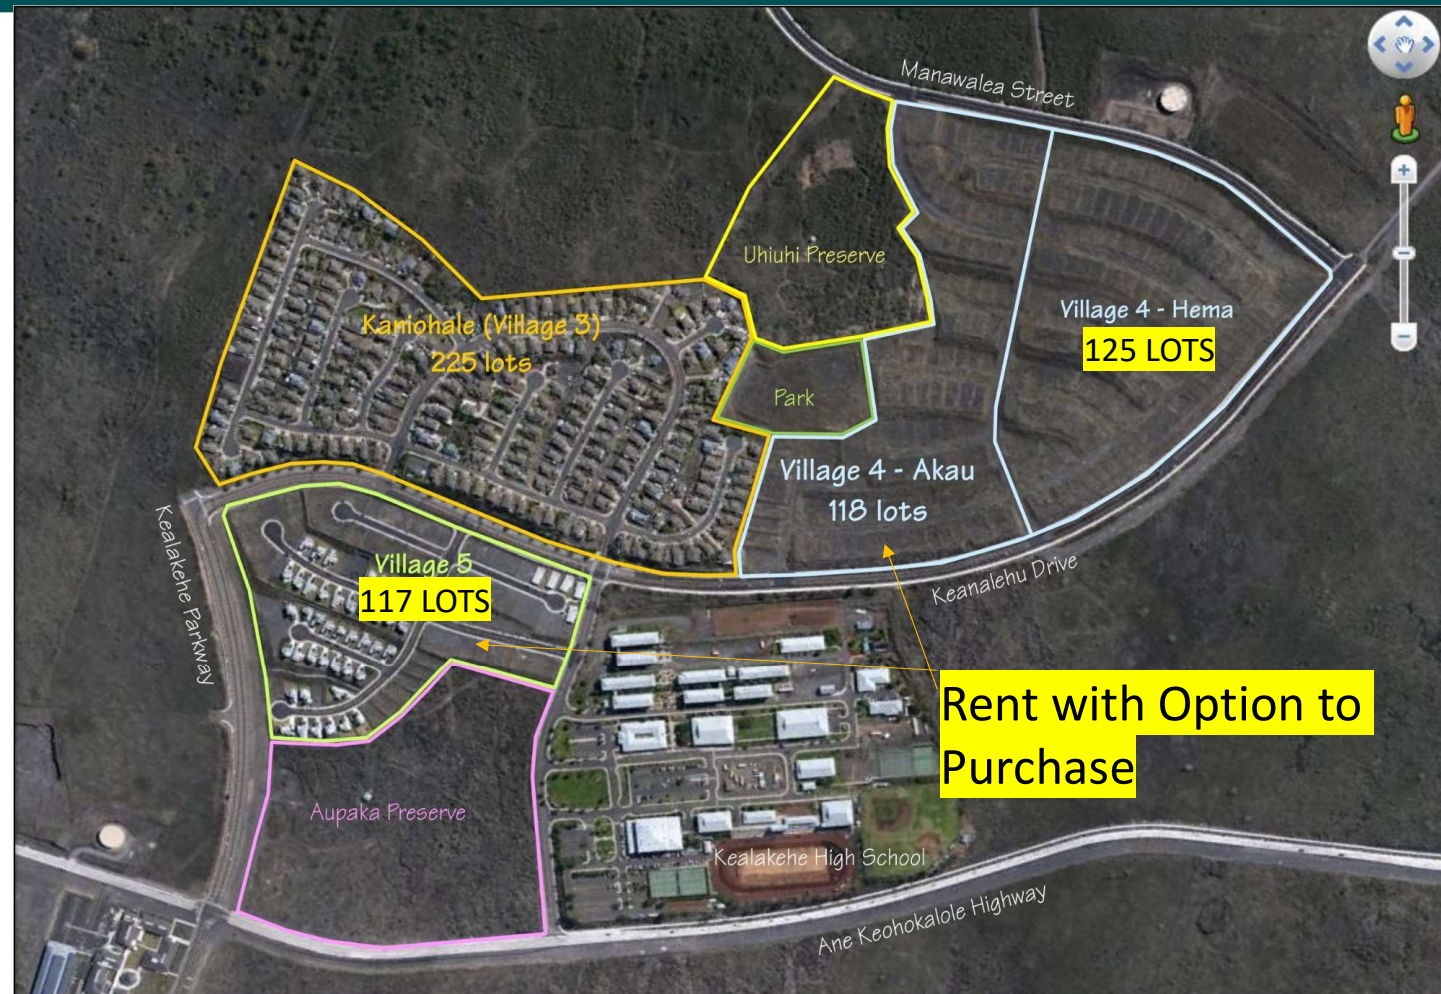 Manawalea Street
Uhiuhi Preserve
Village 4 - Hema
125 LOTS
Kaniohale (Village 3)
225 lots
Park
Village 4 - Akau
118 lots
Kealakehe Parkway
Village 5
117 LOTS
Keanalehu Drive
Rent with Option to
Purchase
Aupaka Preserve
Kealakehe High School
Ane Keohokalole Highway